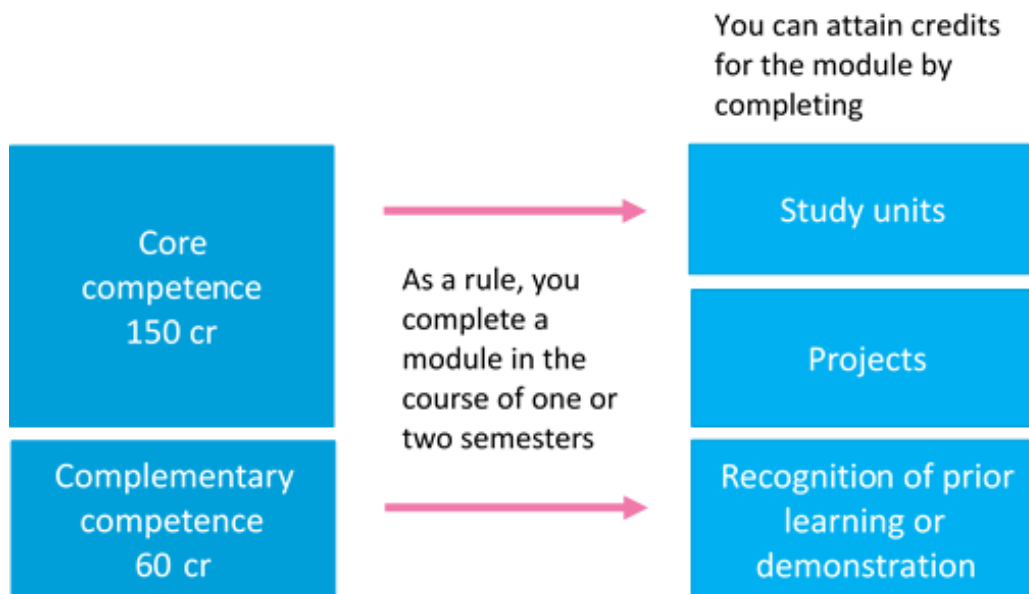 You can attain credits
for the module by
completing
Core
competence
150 cr
Complementary
competence
60 cr
As a rule, you
complete a
module in the
course of one or
two semesters
Study units
Projects
Recognition of prior
learning or
demonstration